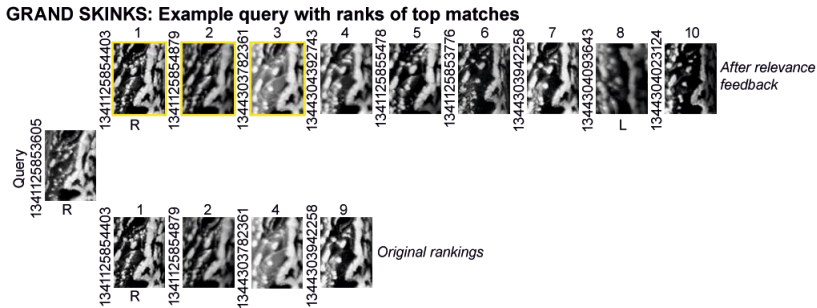 GRAND SKINKS: Example query with ranks of top matches
1 2 3 4 5 6 7 8 10
1341125854403
1341125854879
1344303782361
1344304392743
1341125855478
1341125853776
1344303942258
1344304093643
1344304023124
After relevance
feedback
R L
Query
1341125853605
R
1 2 4 9
1341125854403
1341125854879
1344303782361
1344303942258
Original rankings
R